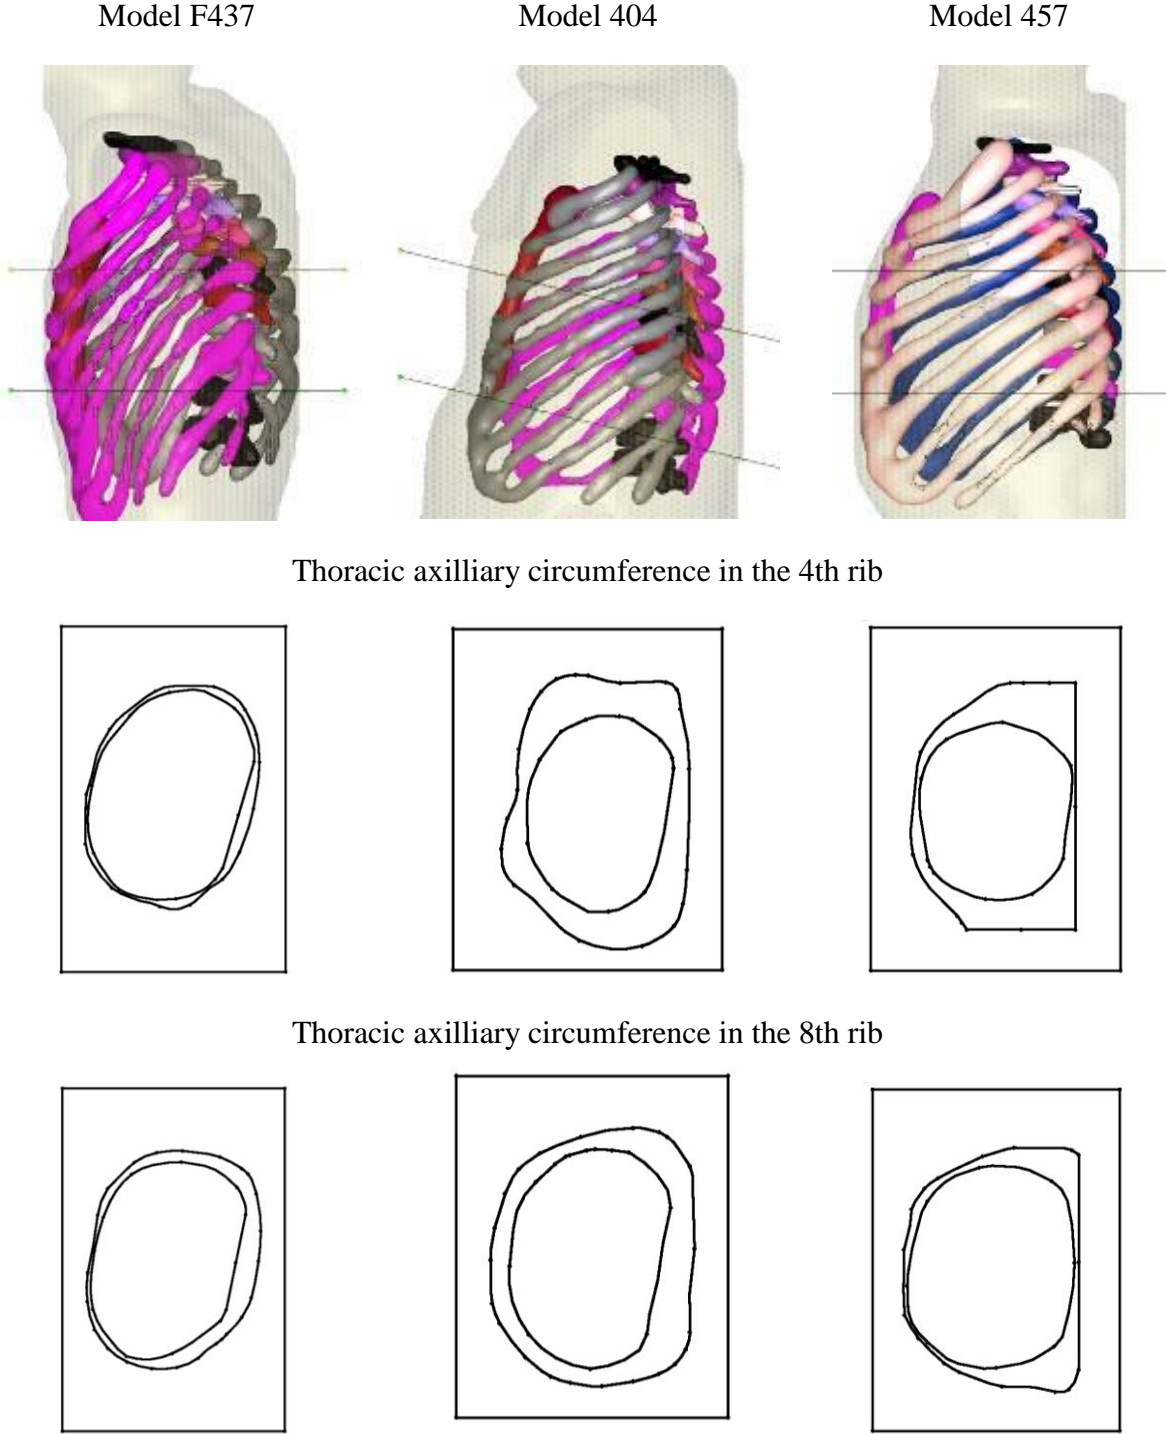 Model F437 Model 404 Model 457
Thoracic axilliary circumference in the 4th rib
Thoracic axilliary circumference in the 8th rib